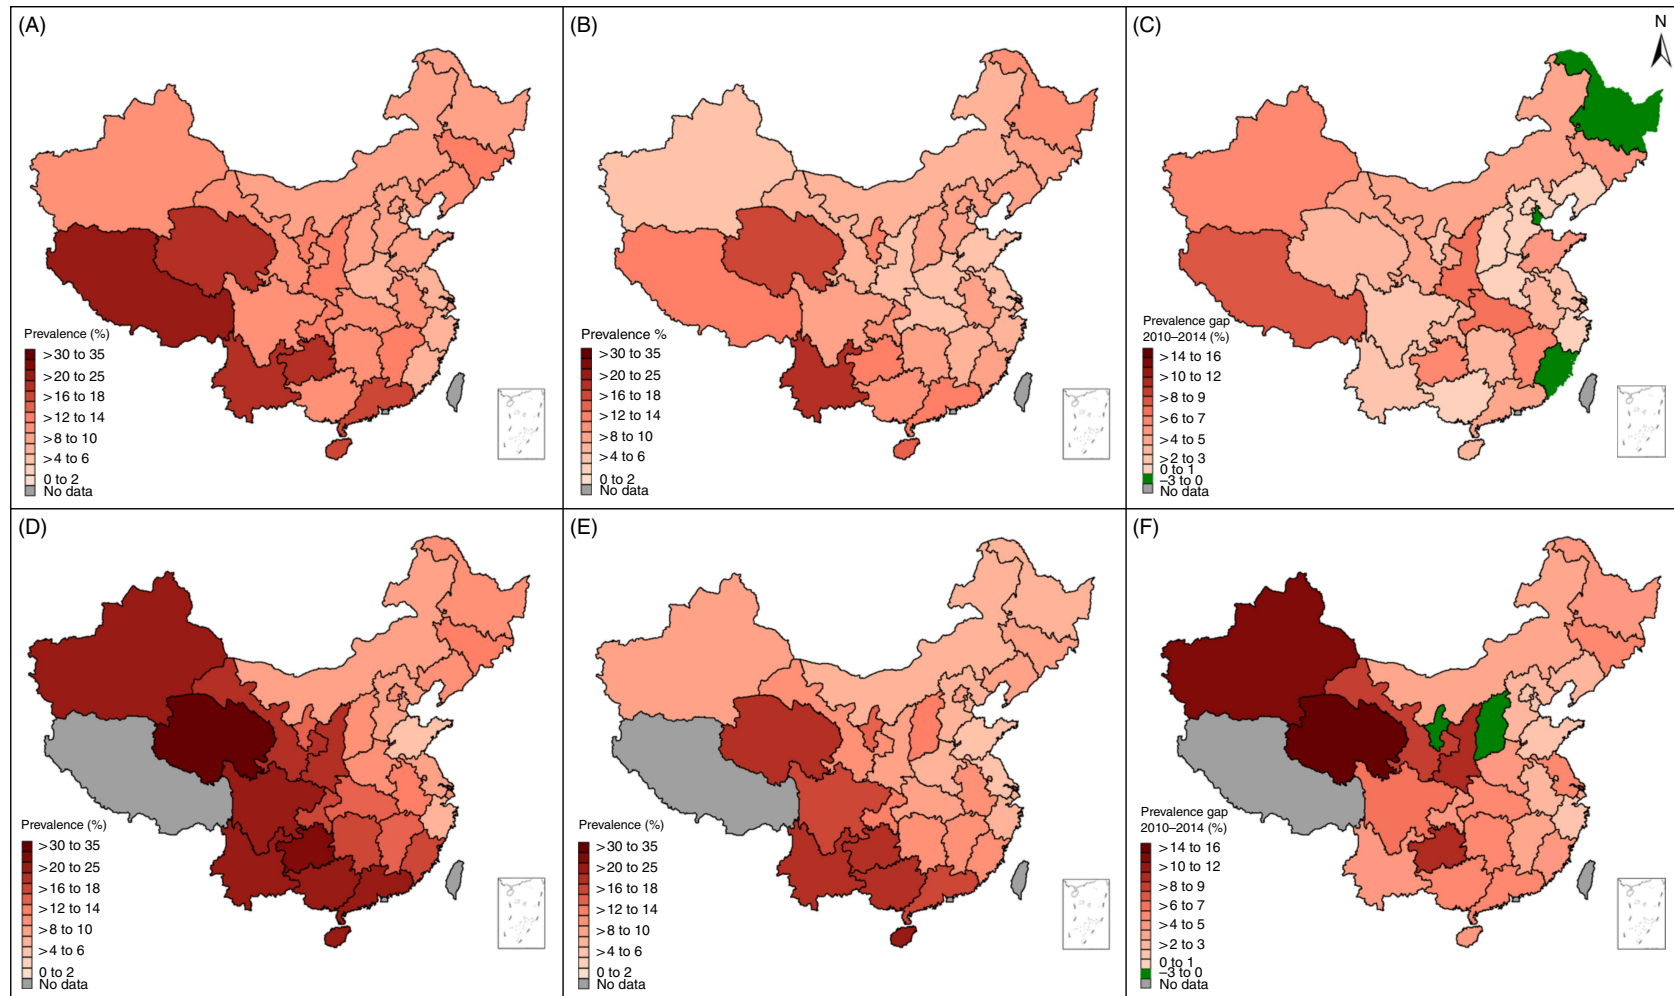 (A)
Prevalence (%)
>30 to 35
>20 to 25
>16 to 18
>12 to 14
>8 to 10
>4 to 6
0 to 2
No data
(B)
Prevalence %
>30 to 35
>20 to 25
>16 to 18
>12 to 14
>8 to 10
>4 to 6
0 to 2
No data
(C)
N
Prevalence gap
2010–2014 (%)
>14 to 16
>10 to 12
>8 to 9
>6 to 7
>4 to 5
>2 to 3
0 to 1
–3 to 0
No data
(D)
Prevalence (%)
>30 to 35
>20 to 25
>16 to 18
>12 to 14
>8 to 10
>4 to 6
0 to 2
No data
(E)
Prevalence (%)
>30 to 35
>20 to 25
>16 to 18
>12 to 14
>8 to 10
>4 to 6
0 to 2
No data
(F)
Prevalence gap
2010–2014 (%)
>14 to 16
>10 to 12
>8 to 9
>6 to 7
>4 to 5
>2 to 3
0 to 1
–3 to 0
No data